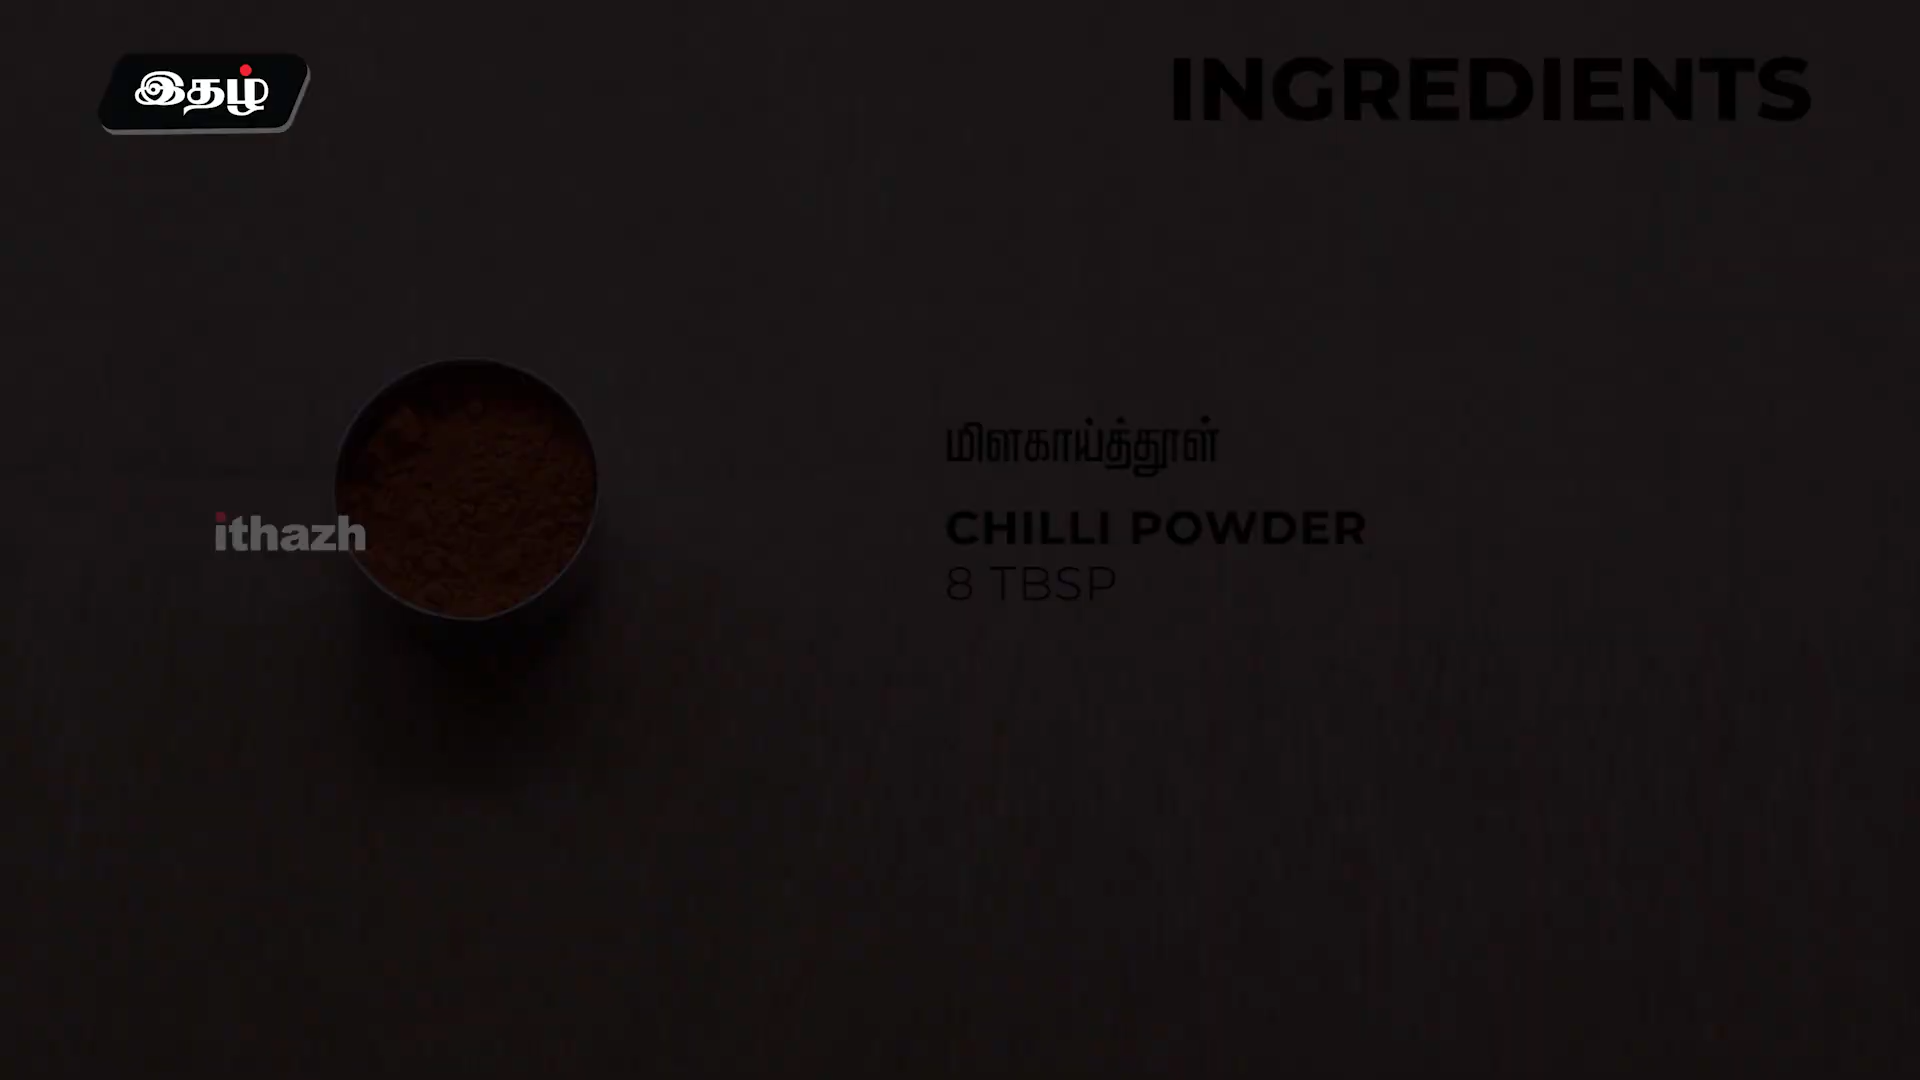 இதழ்
INGREDIENTS
மிளகாய்த்தூள்
ithazh
CHILLI POWDER
8 TBSP